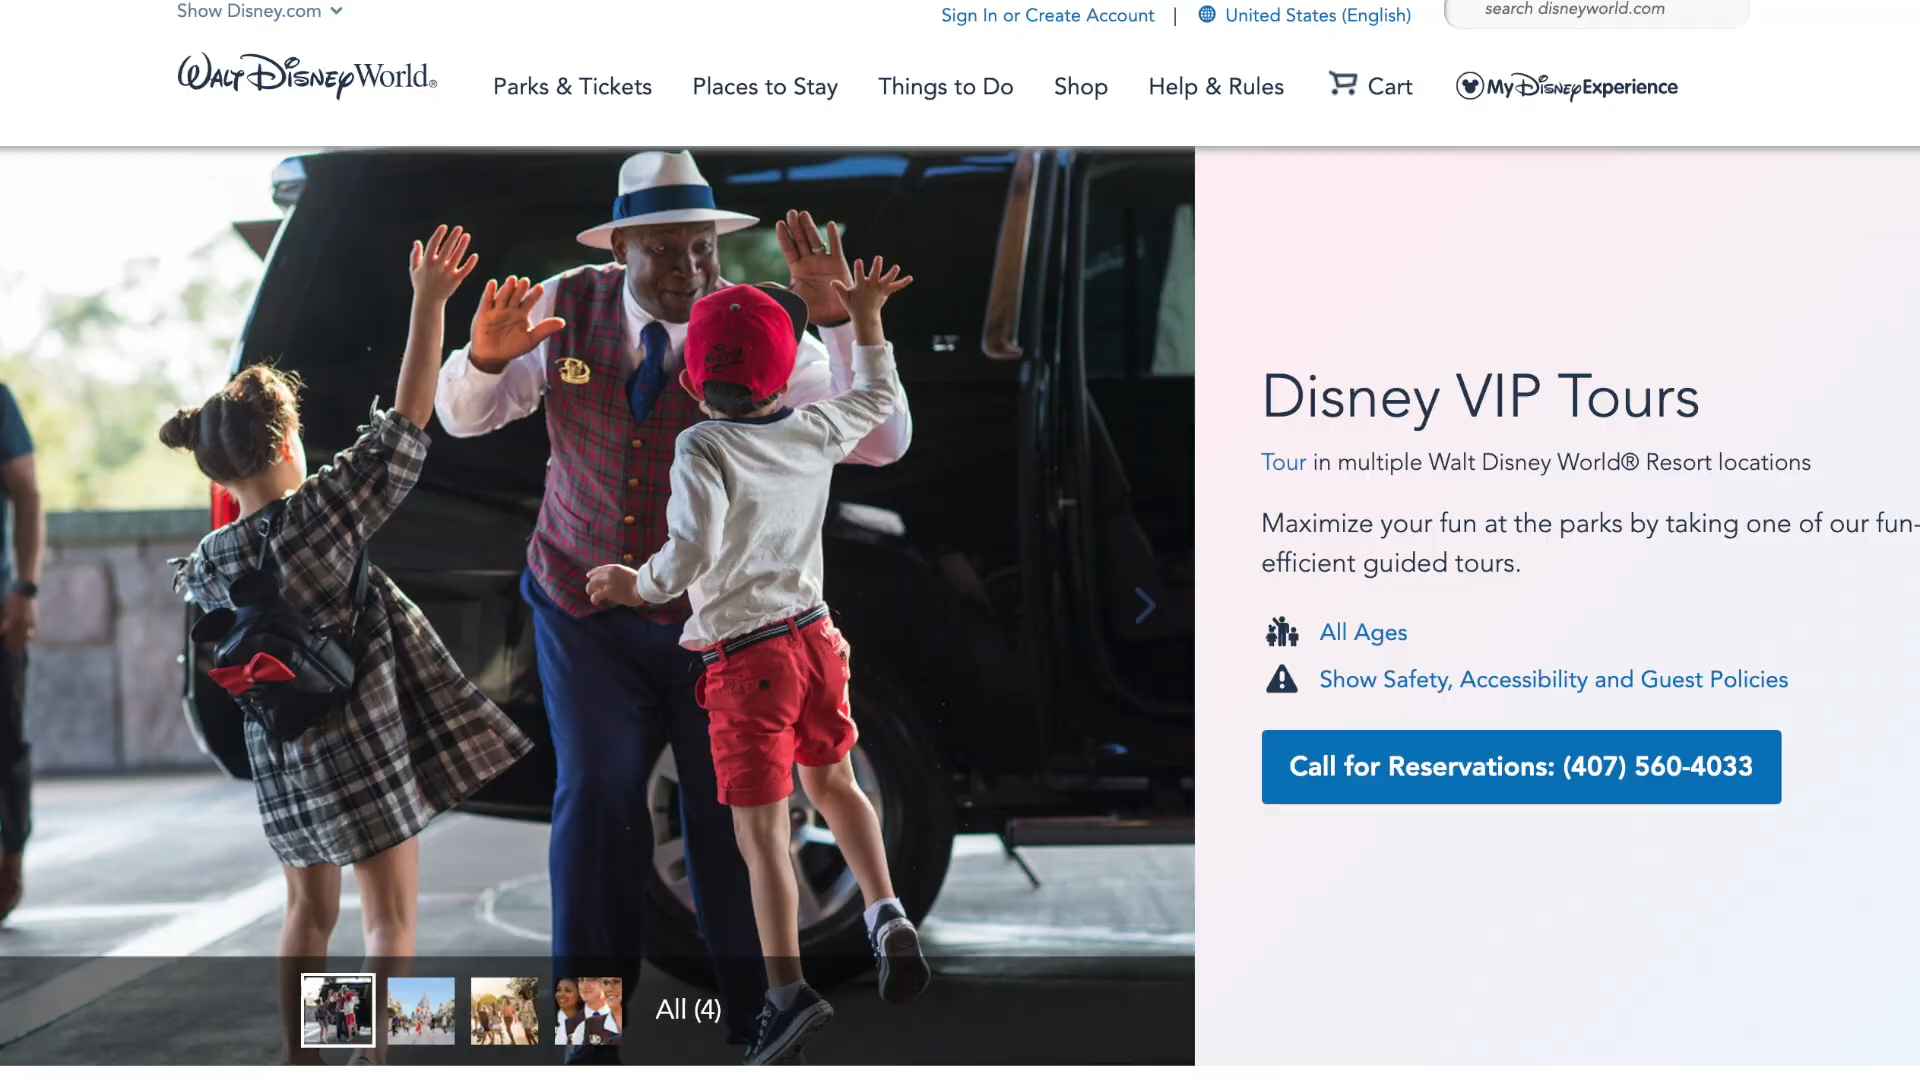 Show Disney.com
Sign In or Create Account | United States (English)
search disneyworld.com
Walt Disney World®
Parks & Tickets
Places to Stay
Things to Do
Shop
Help & Rules
Cart
My Disney Experience
Disney VIP Tours
Tour in multiple Walt Disney World® Resort locations
Maximize your fun at the parks by taking one of our fun-
efficient guided tours.
All Ages
Show Safety, Accessibility and Guest Policies
Call for Reservations: (407) 560-4033
All (4)